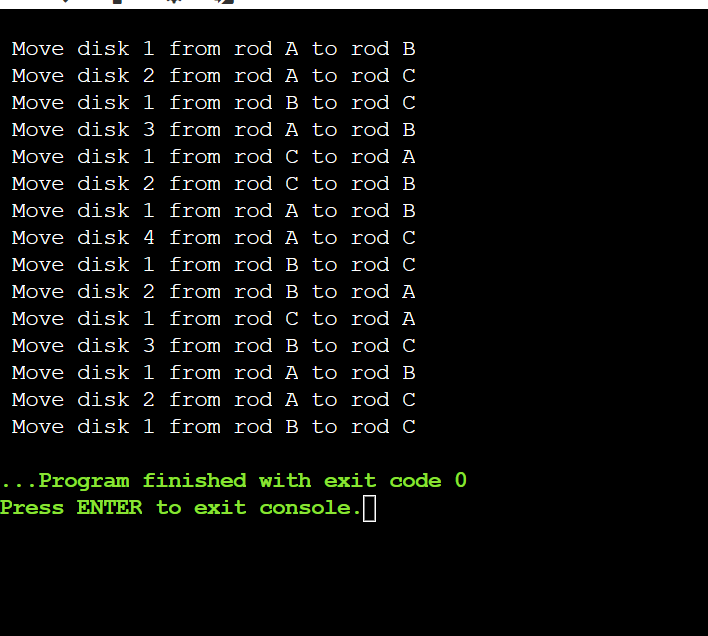 Move disk 1 from rod A to rod B
Move disk 2 from rod A to rod C
Move disk 1 from rod B to rod C
Move disk 3 from rod A to rod B
Move disk 1 from rod C to rod A
Move disk 2 from rod C to rod B
Move disk 1 from rod A to rod B
Move disk 4 from rod A to rod C
Move disk 1 from rod B to rod C
Move disk 2 from rod B to rod A
Move disk 1 from rod C to rod A
Move disk 3 from rod B to rod C
Move disk 1 from rod A to rod B
Move disk 2 from rod A to rod C
Move disk 1 from rod B to rod C
...Program finished with exit code 0
Press ENTER to exit console.